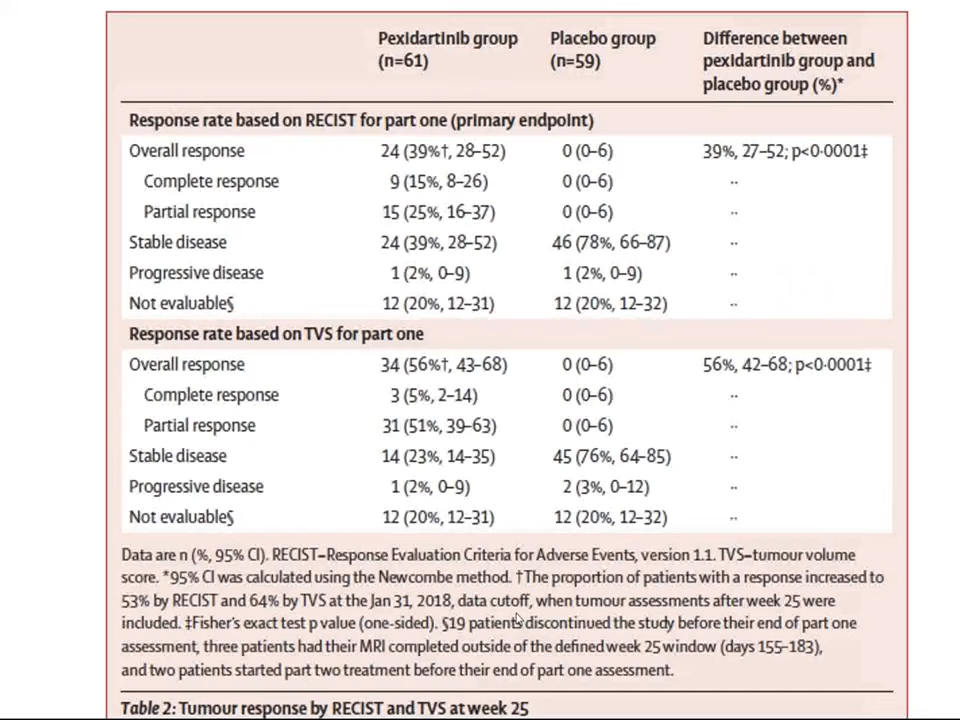 Pexidartinib group Placebo group Difference between
(n=61) (n=59) pexidartinib group and
placebo group (%)*
Response rate based on RECIST for part one (primary endpoint)
Overall response 24 (39%†, 28–52) 0 (0–6) 39%, 27–52; p<0·0001‡
Complete response 9 (15%, 8–26) 0 (0–6) ··
Partial response 15 (25%, 16–37) 0 (0–6) ··
Stable disease 24 (39%, 28–52) 46 (78%, 66–87) ··
Progressive disease 1 (2%, 0–9) 1 (2%, 0–9) ··
Not evaluable§ 12 (20%, 12–31) 12 (20%, 12–32) ··
Response rate based on TVS for part one
Overall response 34 (56%†, 43–68) 0 (0–6) 56%, 42–68; p<0·0001‡
Complete response 3 (5%, 2–14) 0 (0–6) ··
Partial response 31 (51%, 39–63) 0 (0–6) ··
Stable disease 14 (23%, 14–35) 45 (76%, 64–85) ··
Progressive disease 1 (2%, 0–9) 2 (3%, 0–12) ··
Not evaluable§ 12 (20%, 12–31) 12 (20%, 12–32) ··
Data are n (%, 95% CI). RECIST=Response Evaluation Criteria for Adverse Events, version 1.1. TVS=tumour volume
score. *95% CI was calculated using the Newcombe method. †The proportion of patients with a response increased to
53% by RECIST and 64% by TVS at the Jan 31, 2018, data cutoff, when tumour assessments after week 25 were
included. ‡Fisher's exact test p value (one-sided). §19 patients discontinued the study before their end of part one
assessment, three patients had their MRI completed outside of the defined week 25 window (days 155–183),
and two patients started part two treatment before their end of part one assessment.
Table 2: Tumour response by RECIST and TVS at week 25